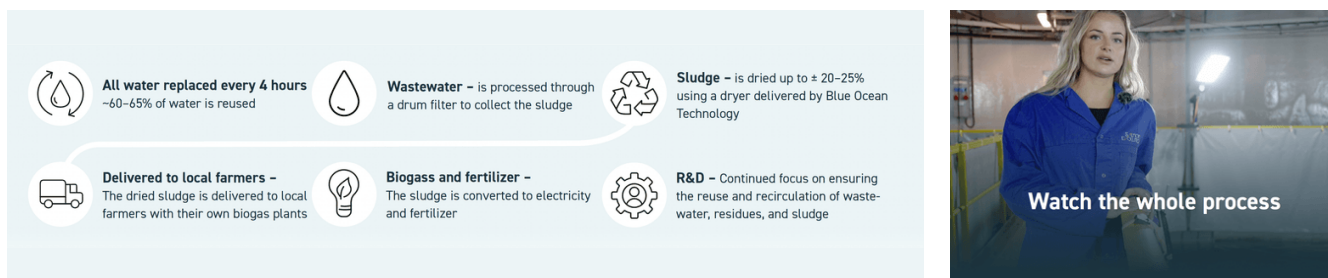 All water replaced every 4 hours
~60–65% of water is reused
Wastewater – is processed through
a drum filter to collect the sludge
Sludge – is dried up to ± 20–25%
using a dryer delivered by Blue Ocean
Technology
Delivered to local farmers –
The dried sludge is delivered to local
farmers with their own biogas plants
Biogass and fertilizer –
The sludge is converted to electricity
and fertilizer
R&D – Continued focus on ensuring
the reuse and recirculation of waste-
water, residues, and sludge
Watch the whole process